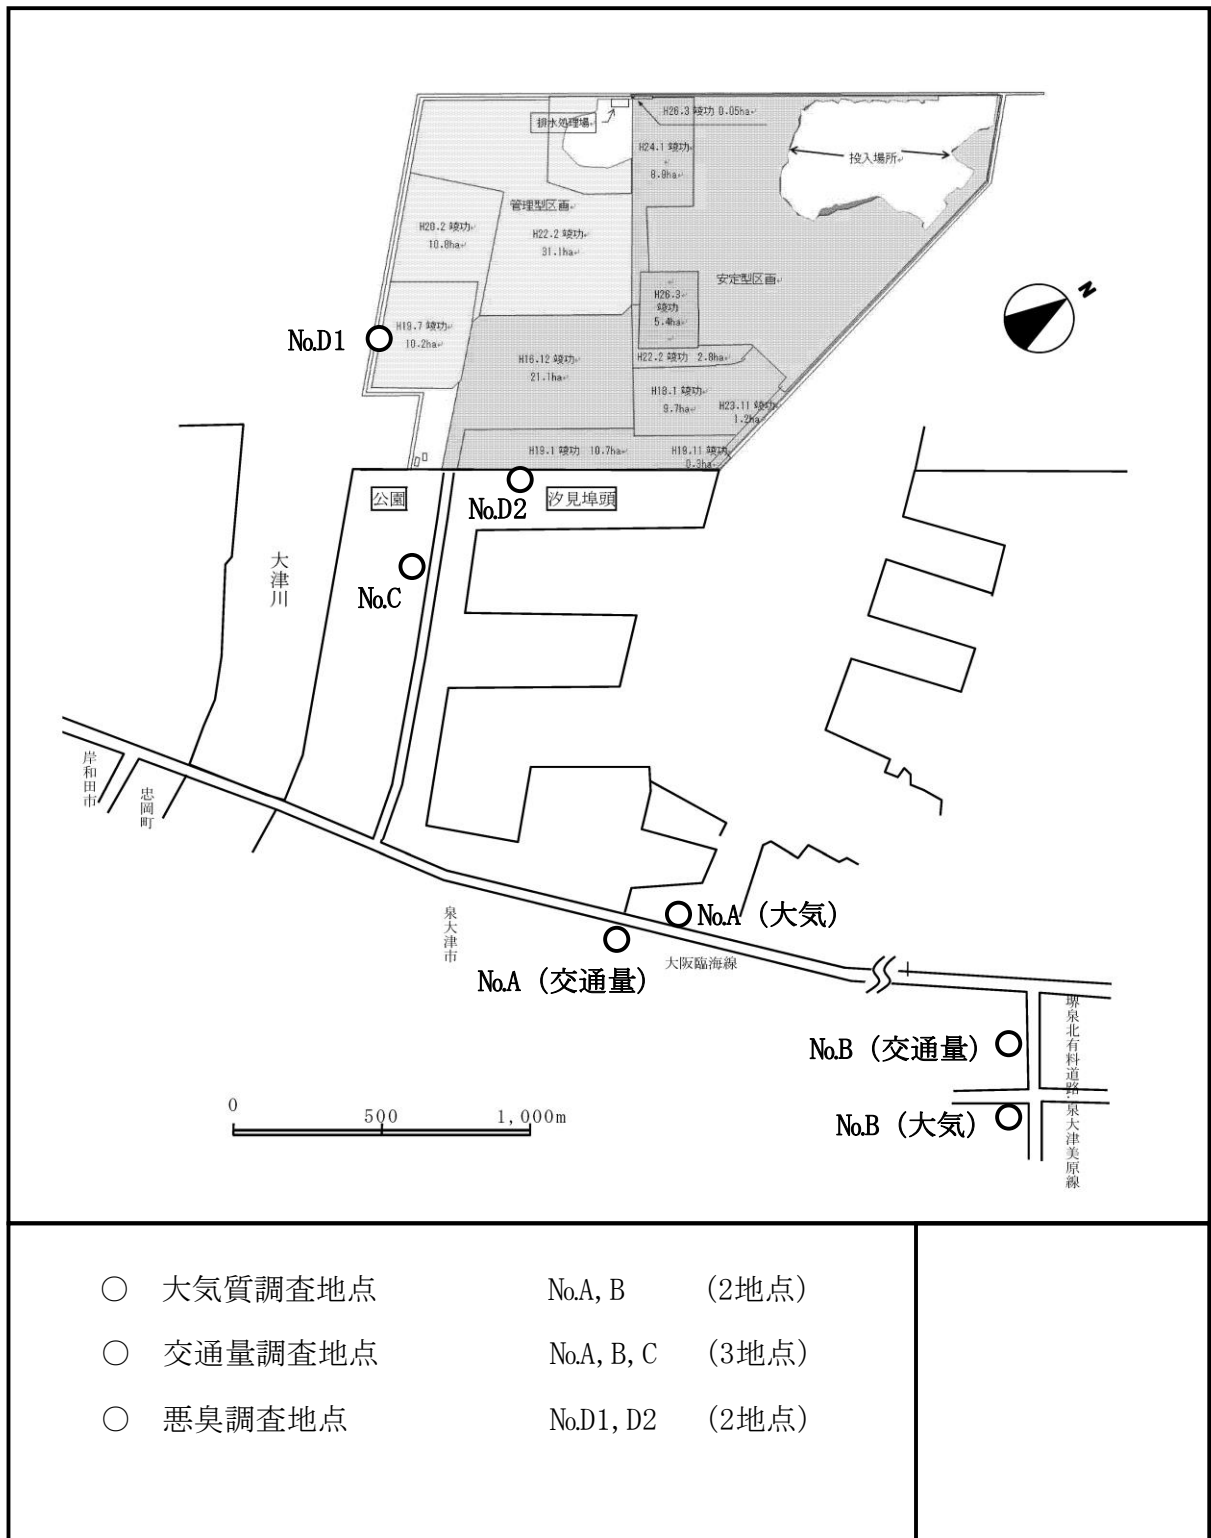 H26.3 竣功 0.05ha
排水処理場
H24.1 竣功
8.8ha
投入場所
管理型区画
H20.2 竣功
10.8ha
H22.2 竣功
31.1ha
安定型区画
H26.3
竣功
5.4ha
N
No.D1
H19.7 竣功
10.2ha
H16.12 竣功
21.1ha
H22.2 竣功 2.8ha
H18.1 竣功
9.7ha
H23.11 竣功
1.2ha
H19.1 竣功 10.7ha
H19.11 竣功
0.3ha
公園
No.D2
汐見埠頭
大津川
No.C
岸和田市
忠岡町
泉大津市
No.A（大気）
No.A（交通量）
大阪臨海線
No.B（交通量）
堺泉北有料道路・泉大津美原線
No.B（大気）
0 500 1,000m
○ 大気質調査地点 No.A, B （2地点）
○ 交通量調査地点 No.A, B, C （3地点）
○ 悪臭調査地点 No.D1, D2 （2地点）